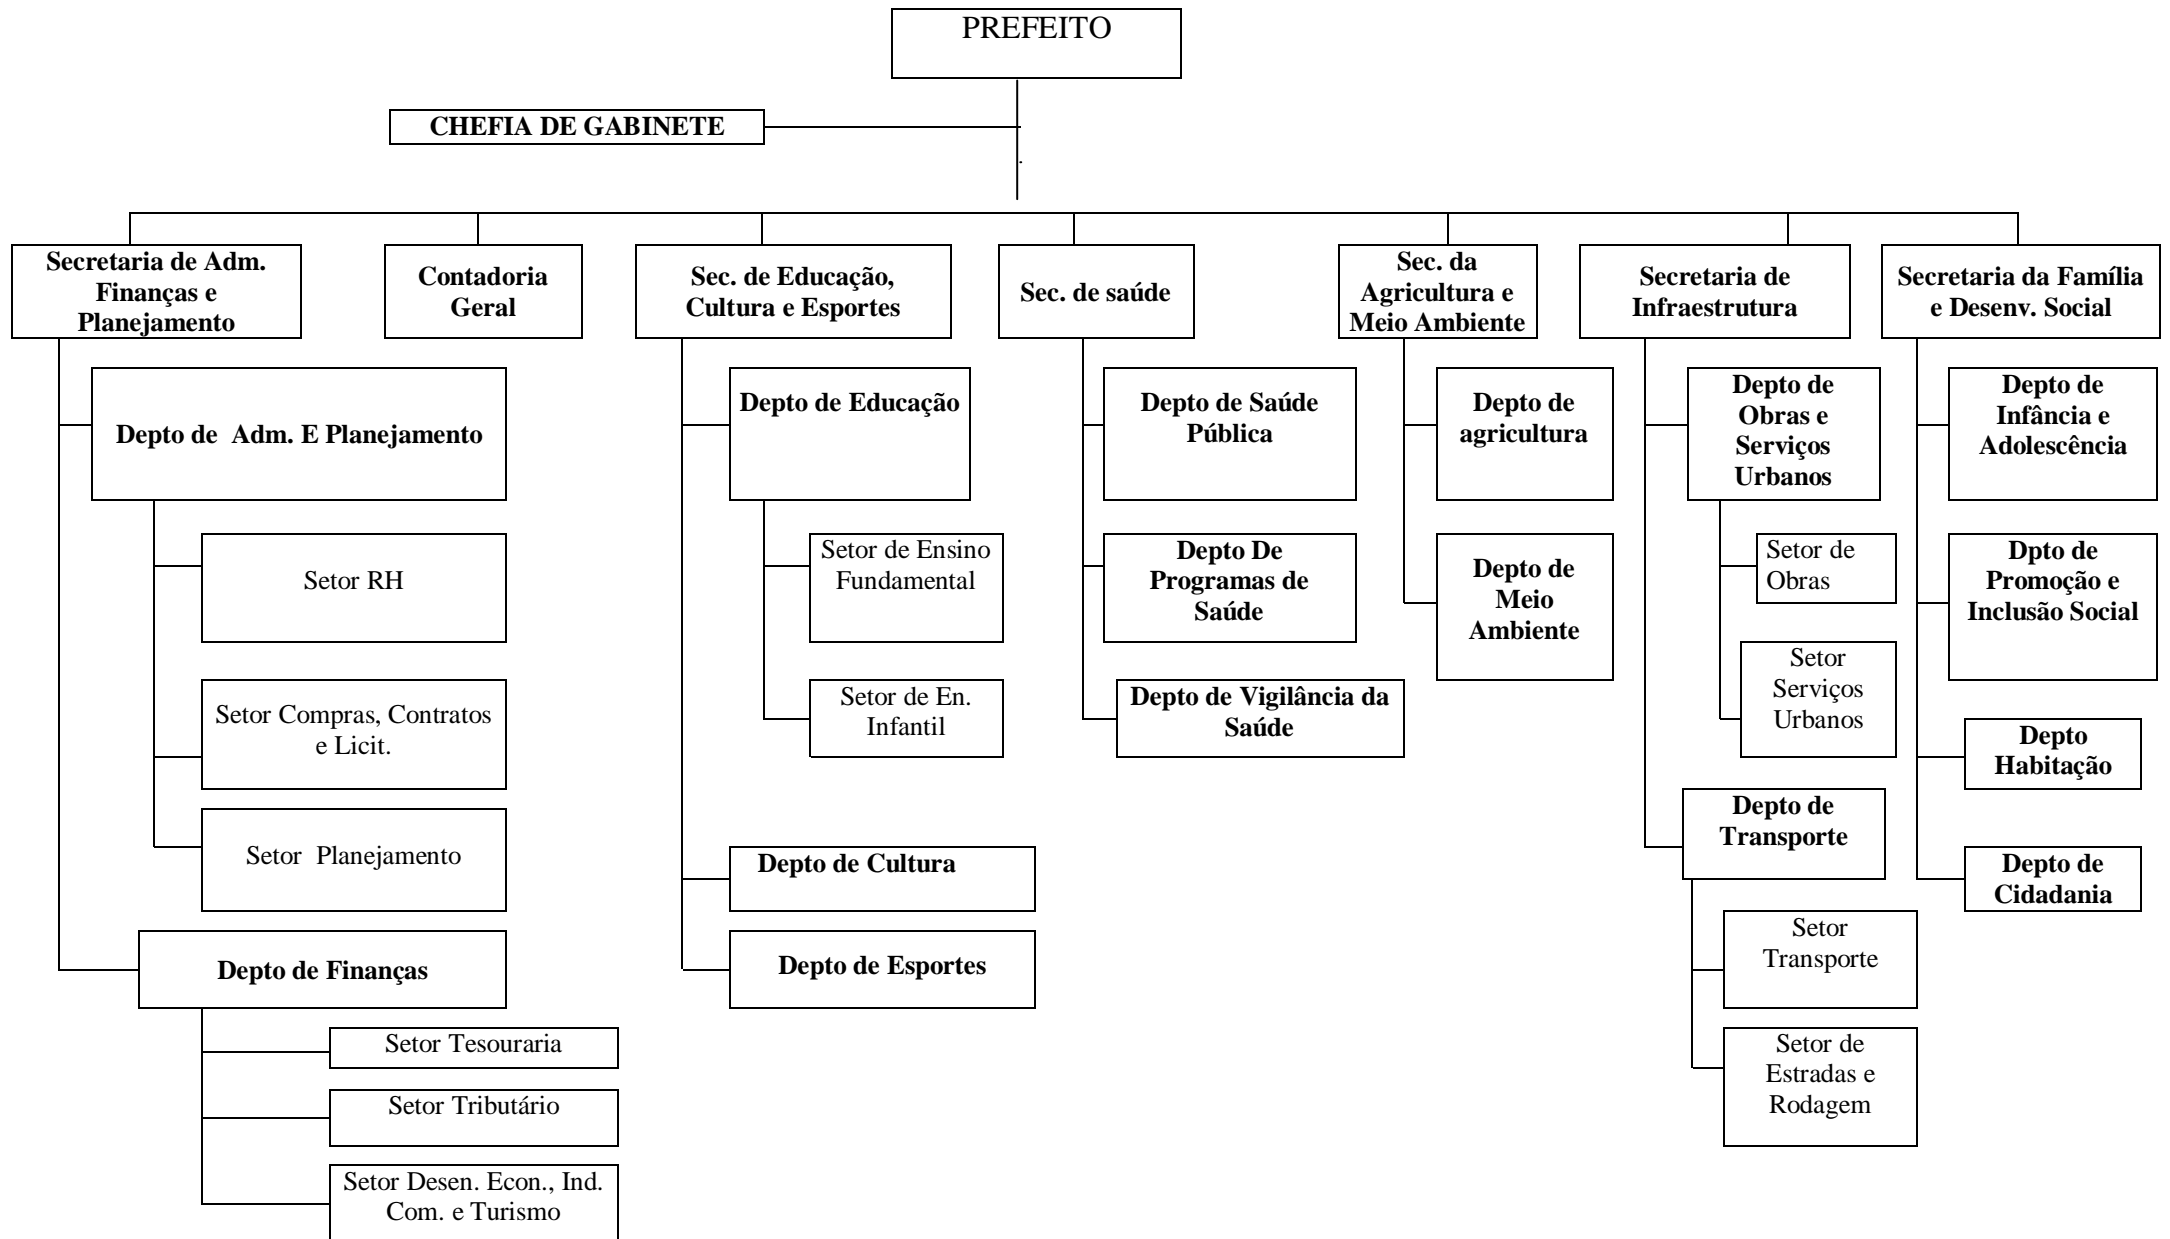 PREFEITO
CHEFIA DE GABINETE
.
Secretaria de Adm.
Finanças e
Planejamento
Contadoria
Geral
Sec. de Educação,
Cultura e Esportes
Sec. de saúde
Sec. da
Agricultura e
Meio Ambiente
Secretaria de
Infraestrutura
Secretaria da Família
e Desenv. Social
Depto de  Adm. E Planejamento
Setor RH
Setor Compras, Contratos
e Licit.
Setor  Planejamento
Depto de Finanças
Setor Tesouraria
Setor Tributário
Setor Desen. Econ., Ind.
Com. e Turismo
Depto de Educação
Setor de Ensino
Fundamental
Setor de En.
Infantil
Depto de Cultura
Depto de Esportes
Depto de Saúde
Pública
Depto De
Programas de
Saúde
Depto de Vigilância da
Saúde
Depto de
agricultura
Depto de
Meio
Ambiente
Depto de
Obras e
Serviços
Urbanos
Setor de
Obras
Setor
Serviços
Urbanos
Depto de
Transporte
Setor
Transporte
Setor de
Estradas e
Rodagem
Depto de
Infância e
Adolescência
Dpto de
Promoção e
Inclusão Social
Depto
Habitação
Depto de
Cidadania